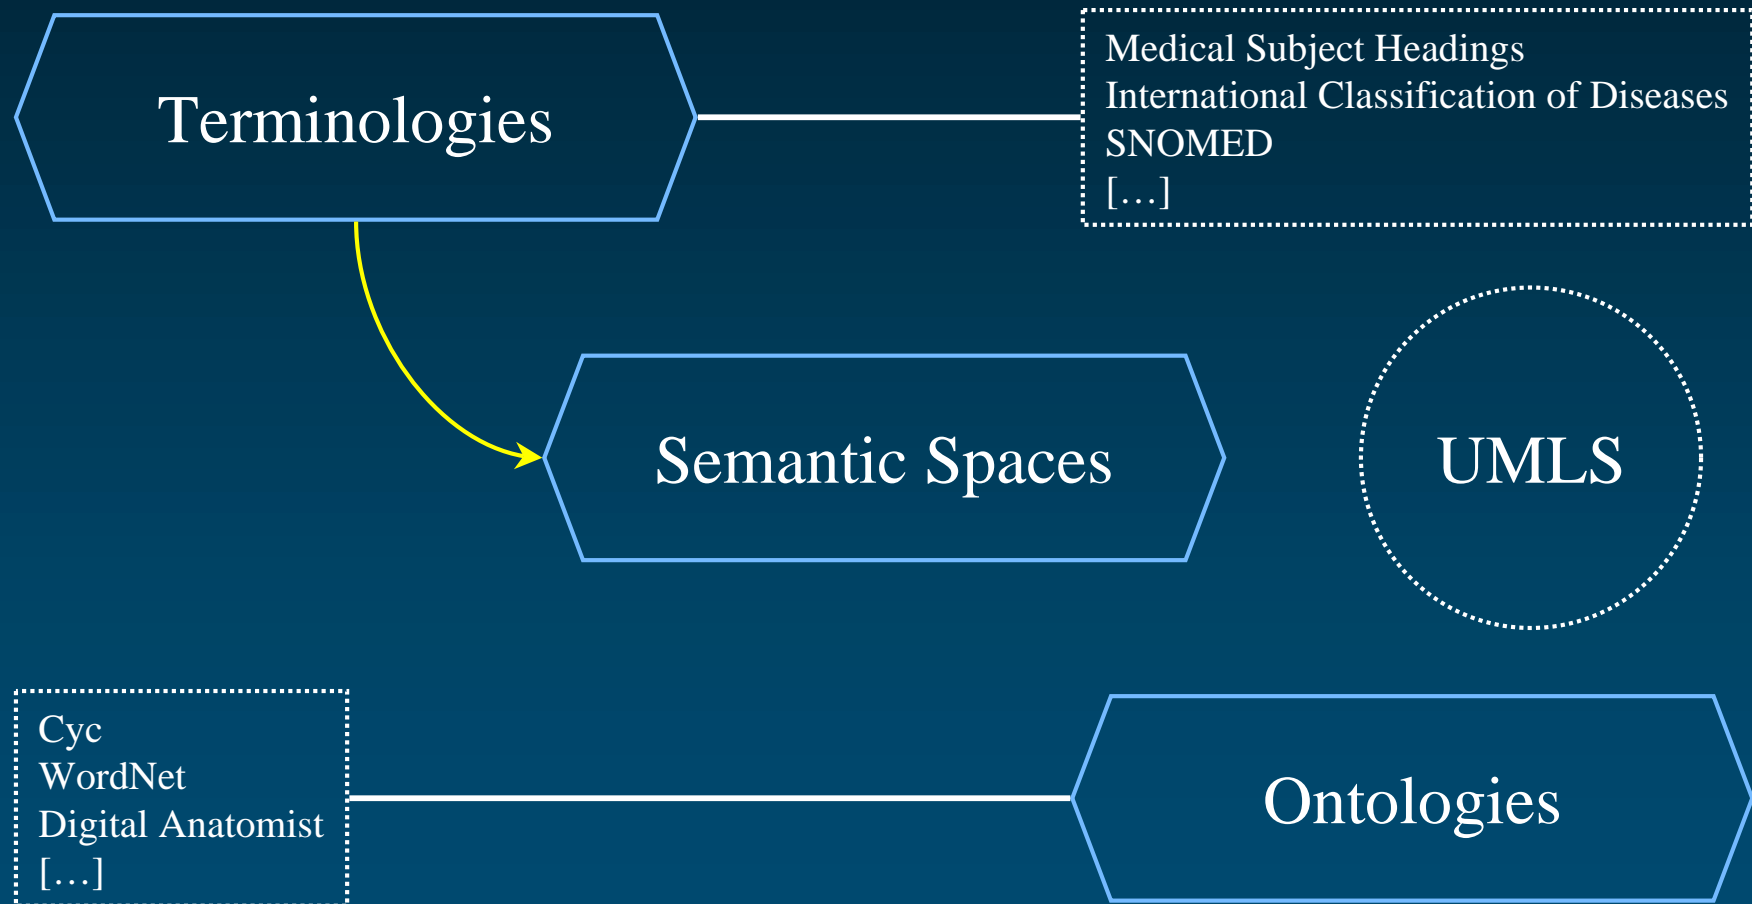 Terminologies
Medical Subject Headings
International Classification of Diseases
SNOMED
[…]
Semantic Spaces
UMLS
Cyc
WordNet
Digital Anatomist
[…]
Ontologies